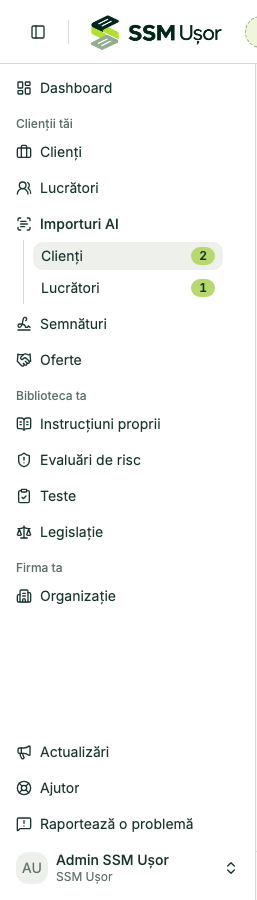 SSM Ușor
Dashboard
Clienții tăi
Clienți
Lucrători
Importuri AI
Clienți 2
Lucrători 1
Semnături
Oferte
Biblioteca ta
Instrucțiuni proprii
Evaluări de risc
Teste
Legislație
Firma ta
Organizație
Actualizări
Ajutor
Raportează o problemă
AU Admin SSM Ușor
SSM Ușor